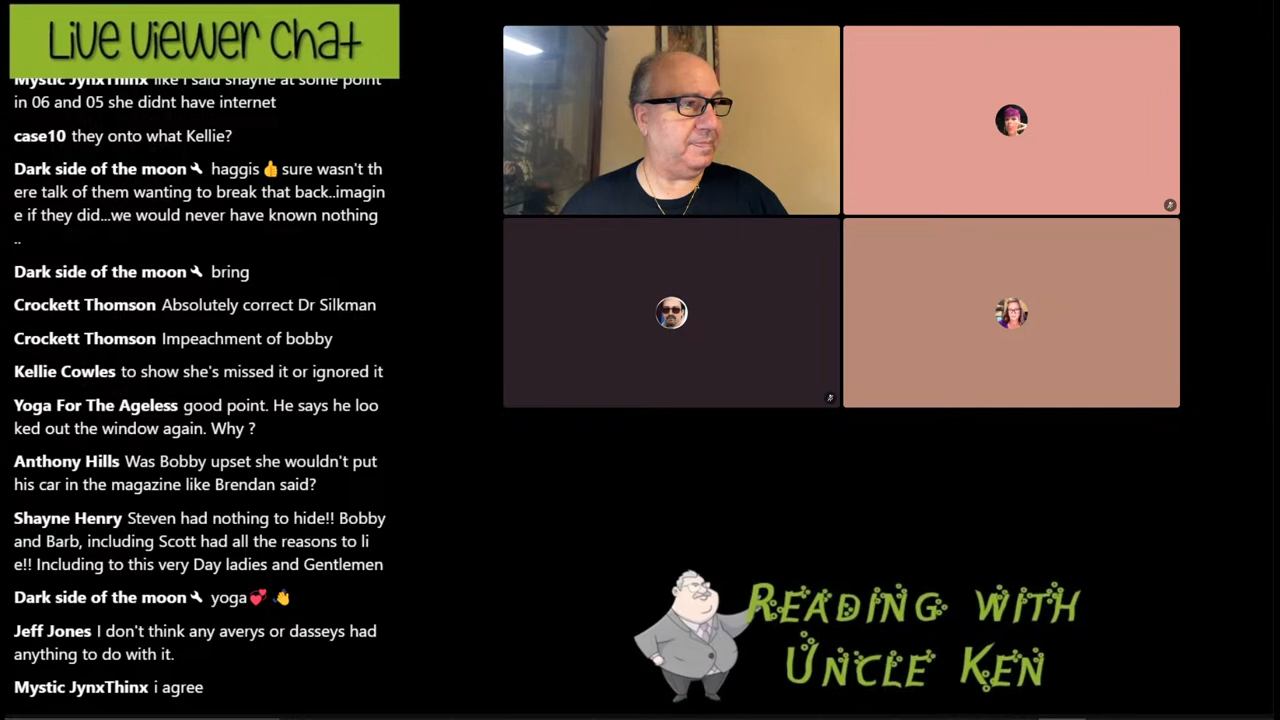 Live viewer chat
Mystic JynxThinx like i said shayne at some point
in 06 and 05 she didnt have internet
case10 they onto what Kellie?
Dark side of the moon haggis👍 sure wasn't th
ere talk of them wanting to break that back..imagin
e if they did...we would never have known nothing
..
Dark side of the moon bring
Crockett Thomson Absolutely correct Dr Silkman
Crockett Thomson Impeachment of bobby
Kellie Cowles to show she's missed it or ignored it
Yoga For The Ageless good point. He says he loo
ked out the window again. Why ?
Anthony Hills Was Bobby upset she wouldn't put
his car in the magazine like Brendan said?
Shayne Henry Steven had nothing to hide!! Bobby
and Barb, including Scott had all the reasons to li
e!! Including to this very Day ladies and Gentlemen
Dark side of the moon yoga💞 👋
Jeff Jones I don't think any averys or dasseys had
anything to do with it.
Mystic JynxThinx i agree
Reading with
Uncle Ken